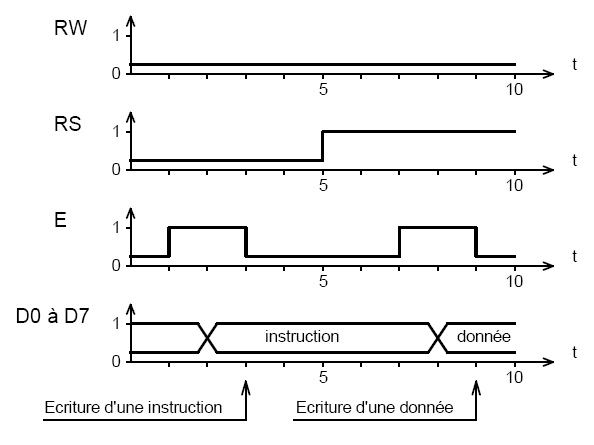 RW
1
0
5
10
t
RS
1
0
5
10
t
E
1
0
5
10
t
D0 à D7
1
0
instruction
donnée
5
10
t
Ecriture d'une instruction
Ecriture d'une donnée